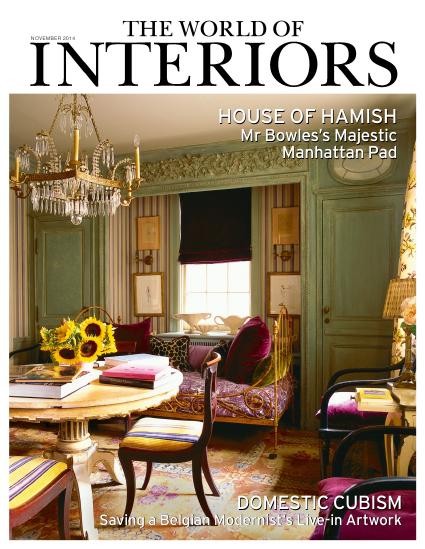 THE WORLD OF
NOVEMBER 2014
INTERIORS
HOUSE OF HAMISH
Mr Bowles's Majestic
Manhattan Pad
DOMESTIC CUBISM
Saving a Belgian Modernist's Live-in Artwork